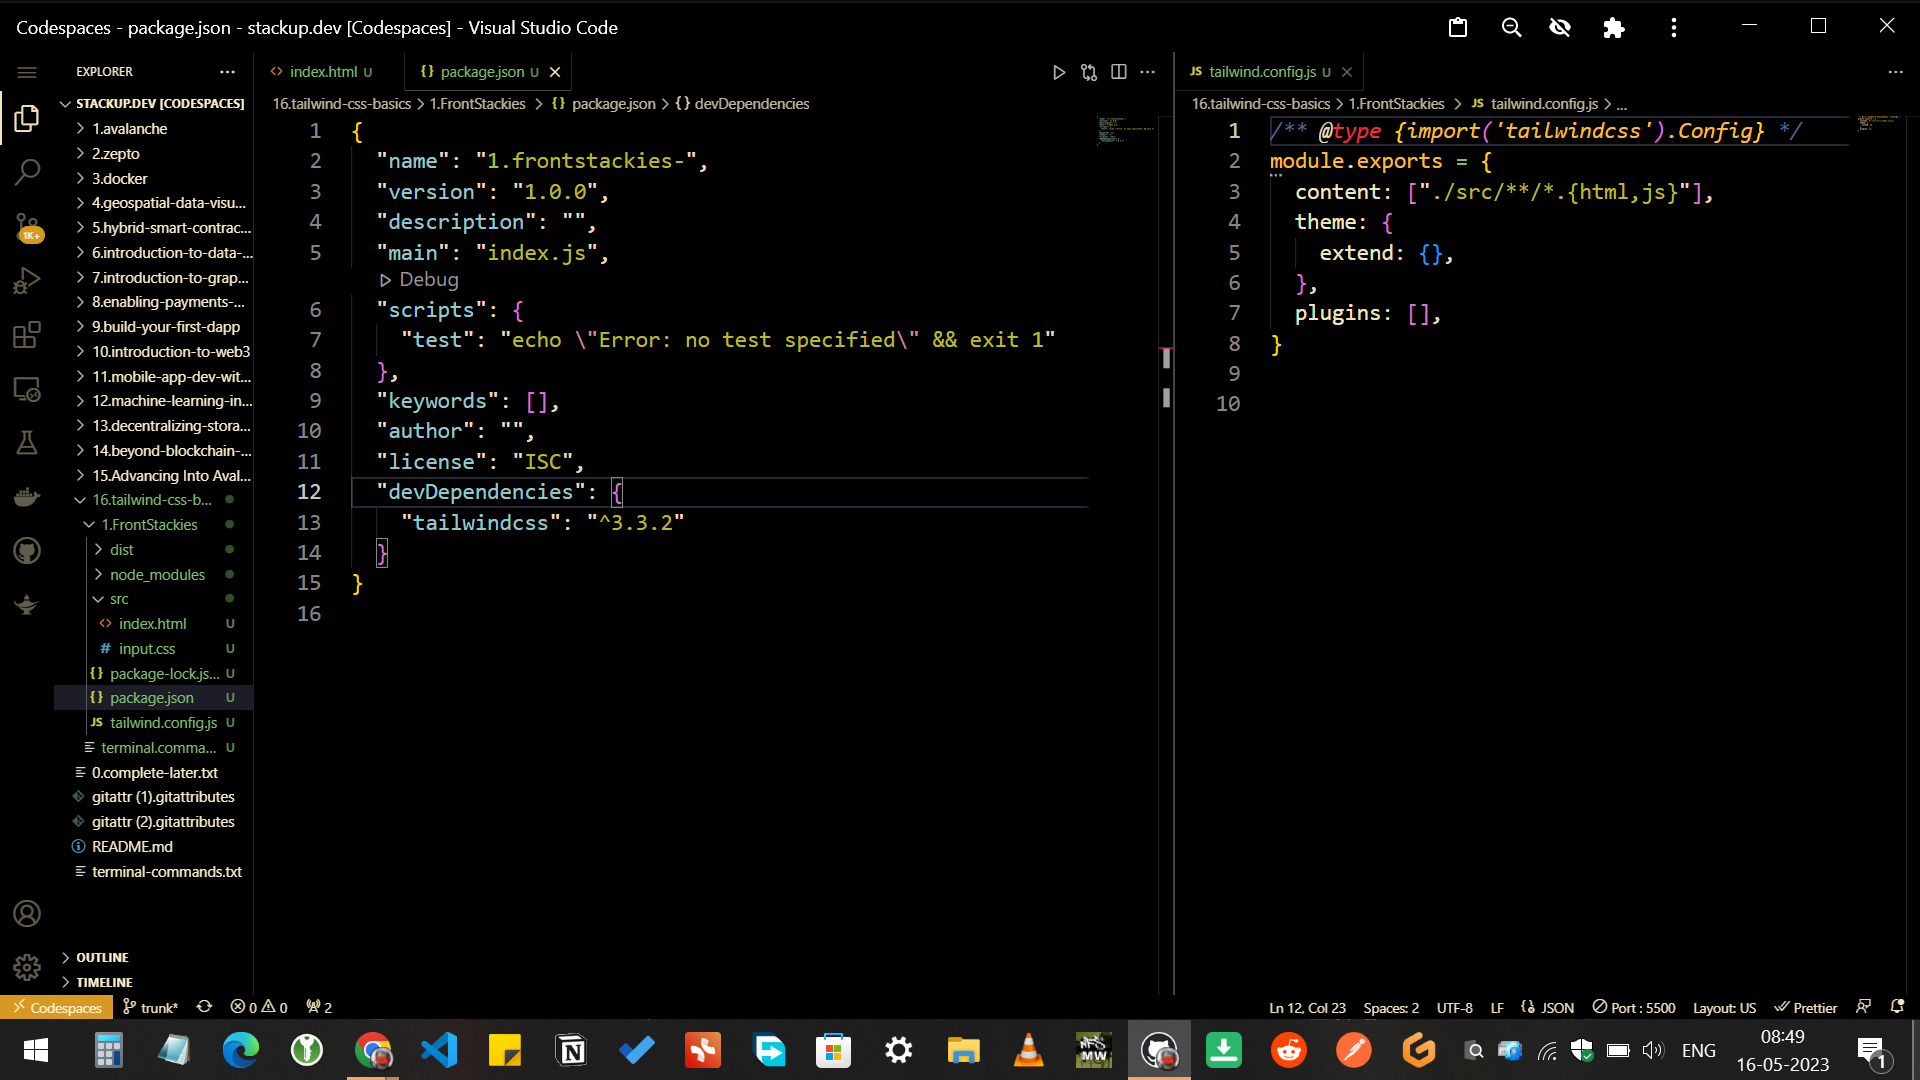 Codespaces - package.json - stackup.dev [Codespaces] - Visual Studio Code
EXPLORER
STACKUP.DEV [CODESPACES]
1.avalanche
2.zepto
3.docker
4.geospatial-data-visu...
5.hybrid-smart-contrac...
6.introduction-to-data-...
7.introduction-to-grap...
8.enabling-payments-...
9.build-your-first-dapp
10.introduction-to-web3
11.mobile-app-dev-wit...
12.machine-learning-in...
13.decentralizing-stora...
14.beyond-blockchain-...
15.Advancing Into Aval...
16.tailwind-css-b...
1.FrontStackies
dist
node_modules
src
<> index.html U
# input.css U
{} package-lock.js... U
{} package.json U
JS tailwind.config.js U
terminal.comma... U
0.complete-later.txt
gitattr (1).gitattributes
gitattr (2).gitattributes
README.md
terminal-commands.txt
OUTLINE
TIMELINE
1K+
<> index.html U
{} package.json U
16.tailwind-css-basics > 1.FrontStackies > {} package.json > {} devDependencies
1 {
2 "name": "1.frontstackies-",
3 "version": "1.0.0",
4 "description": "",
5 "main": "index.js",
Debug
6 "scripts": {
7 "test": "echo \"Error: no test specified\" && exit 1"
8 },
9 "keywords": [],
10 "author": "",
11 "license": "ISC",
12 "devDependencies": {
13 "tailwindcss": "^3.3.2"
14 }
15 }
16
JS tailwind.config.js U
16.tailwind-css-basics > 1.FrontStackies > JS tailwind.config.js > ...
1 /** @type {import('tailwindcss').Config} */
2 module.exports = {
3 content: ["./src/**/*.{html,js}"],
4 theme: {
5 extend: {},
6 },
7 plugins: [],
8 }
9
10
Codespaces trunk* 0 0 2
Ln 12, Col 23 Spaces: 2 UTF-8 LF {} JSON Port : 5500 Layout: US Prettier
MW
ENG
08:49
16-05-2023
1